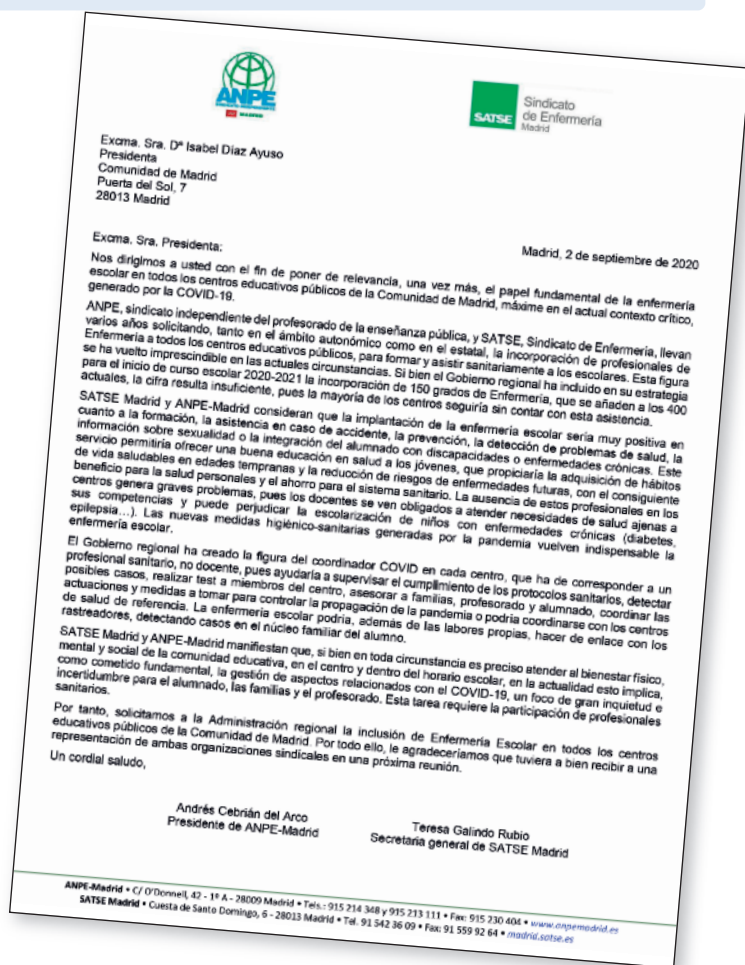 ANPE
SINDICATO INDEPENDIENTE
MADRID
SATSE
Sindicato
de Enfermería
Madrid
Excma. Sra. Dª Isabel Díaz Ayuso
Presidenta
Comunidad de Madrid
Puerta del Sol, 7
28013 Madrid
Madrid, 2 de septiembre de 2020
Excma. Sra. Presidenta:
Nos dirigimos a usted con el fin de poner de relevancia, una vez más, el papel fundamental de la enfermería
escolar en todos los centros educativos públicos de la Comunidad de Madrid, máxime en el actual contexto crítico,
generado por la COVID-19.
ANPE, sindicato independiente del profesorado de la enseñanza pública, y SATSE, Sindicato de Enfermería, llevan
varios años solicitando, tanto en el ámbito autonómico como en el estatal, la incorporación de profesionales de
Enfermería a todos los centros educativos públicos, para formar y asistir sanitariamente a los escolares. Esta figura
se ha vuelto imprescindible en las actuales circunstancias. Si bien el Gobierno regional ha incluido en su estrategia
para el inicio de curso escolar 2020-2021 la incorporación de 150 grados de Enfermería, que se añaden a los 400
actuales, la cifra resulta insuficiente, pues la mayoría de los centros seguiría sin contar con esta asistencia.
SATSE Madrid y ANPE-Madrid consideran que la implantación de la enfermería escolar sería muy positiva en
cuanto a la formación, la asistencia en caso de accidente, la prevención, la detección de problemas de salud, la
información sobre sexualidad o la integración del alumnado con discapacidades o enfermedades crónicas. Este
servicio permitiría ofrecer una buena educación en salud a los jóvenes, que propiciaría la adquisición de hábitos
de vida saludables en edades tempranas y la reducción de riesgos de enfermedades futuras, con el consiguiente
beneficio para la salud personales y el ahorro para el sistema sanitario. La ausencia de estos profesionales en los
centros genera graves problemas, pues los docentes se ven obligados a atender necesidades de salud ajenas a
sus competencias y puede perjudicar la escolarización de niños con enfermedades crónicas (diabetes,
epilepsia...). Las nuevas medidas higiénico-sanitarias generadas por la pandemia vuelven indispensable la
enfermería escolar.
El Gobierno regional ha creado la figura del coordinador COVID en cada centro, que ha de corresponder a un
profesional sanitario, no docente, pues ayudaría a supervisar el cumplimiento de los protocolos sanitarios, detectar
posibles casos, realizar test a miembros del centro, asesorar a familias, profesorado y alumnado, coordinar las
actuaciones y medidas a tomar para controlar la propagación de la pandemia o podría coordinarse con los centros
de salud de referencia. La enfermería escolar podría, además de las labores propias, hacer de enlace con los
rastreadores, detectando casos en el núcleo familiar del alumno.
SATSE Madrid y ANPE-Madrid manifiestan que, si bien en toda circunstancia es preciso atender al bienestar físico,
mental y social de la comunidad educativa, en el centro y dentro del horario escolar, en la actualidad esto implica,
como cometido fundamental, la gestión de aspectos relacionados con el COVID-19, un foco de gran inquietud e
incertidumbre para el alumnado, las familias y el profesorado. Esta tarea requiere la participación de profesionales
sanitarios.
Por tanto, solicitamos a la Administración regional la inclusión de Enfermería Escolar en todos los centros
educativos públicos de la Comunidad de Madrid. Por todo ello, le agradeceríamos que tuviera a bien recibir a una
representación de ambas organizaciones sindicales en una próxima reunión.
Un cordial saludo,
Andrés Cebrián del Arco
Presidente de ANPE-Madrid
Teresa Galindo Rubio
Secretaria general de SATSE Madrid
ANPE-Madrid • C/ O'Donnell, 42 - 1º A - 28009 Madrid • Tels.: 915 214 348 y 915 213 111 • Fax: 915 230 404 • www.anpemadrid.es
SATSE Madrid • Cuesta de Santo Domingo, 6 - 28013 Madrid • Tel. 91 542 36 09 • Fax: 91 559 92 64 • madrid.satse.es